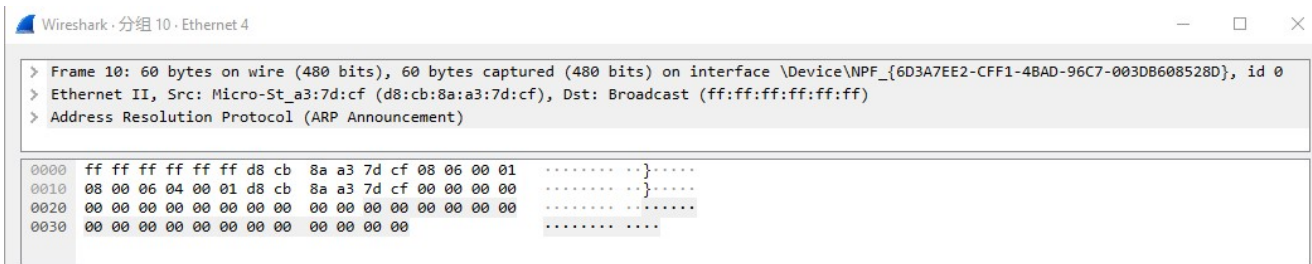 Wireshark · 分组 10 · Ethernet 4
> Frame 10: 60 bytes on wire (480 bits), 60 bytes captured (480 bits) on interface \Device\NPF_{6D3A7EE2-CFF1-4BAD-96C7-003DB608528D}, id 0
> Ethernet II, Src: Micro-St_a3:7d:cf (d8:cb:8a:a3:7d:cf), Dst: Broadcast (ff:ff:ff:ff:ff:ff)
> Address Resolution Protocol (ARP Announcement)
0000 ff ff ff ff ff ff d8 cb 8a a3 7d cf 08 06 00 01 ········ ··}·····
0010 08 00 06 04 00 01 d8 cb 8a a3 7d cf 00 00 00 00 ········ ··}·····
0020 00 00 00 00 00 00 00 00 00 00 00 00 00 00 00 00 ········ ········
0030 00 00 00 00 00 00 00 00 00 00 00 00 ········ ····